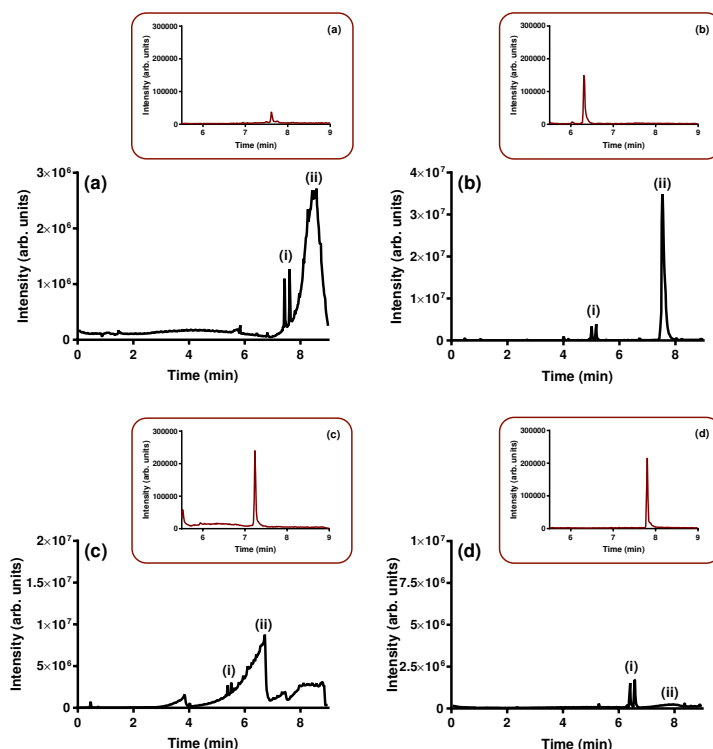 (a)
Intensity (arb. units)
300000
200000
100000
0
6
7
8
9
Time (min)
(b)
Intensity (arb. units)
300000
200000
100000
0
6
7
8
9
Time (min)
(a)
Intensity (arb. units)
3×10⁶
2×10⁶
1×10⁶
0
0
2
4
6
8
Time (min)
(i)
(ii)
(b)
Intensity (arb. units)
4×10⁷
3×10⁷
2×10⁷
1×10⁷
0
0
2
4
6
8
Time (min)
(i)
(ii)
(c)
Intensity (arb. units)
300000
200000
100000
0
6
7
8
9
Time (min)
(d)
Intensity (arb. units)
300000
200000
100000
0
6
7
8
9
Time (min)
(c)
Intensity (arb. units)
2×10⁷
1.5×10⁷
1×10⁷
5×10⁶
0
0
2
4
6
8
Time (min)
(i)
(ii)
(d)
Intensity (arb. units)
1×10⁷
7.5×10⁶
5×10⁶
2.5×10⁶
0
0
2
4
6
8
Time (min)
(i)
(ii)